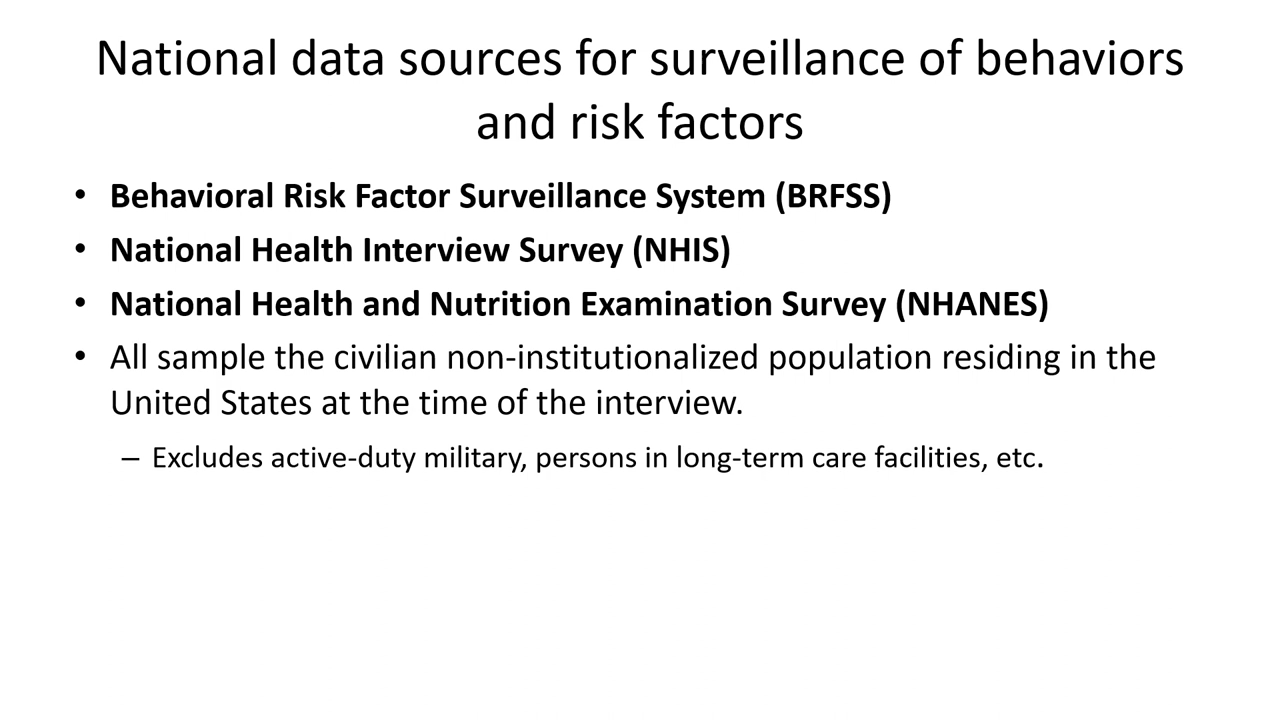 National data sources for surveillance of behaviors
and risk factors
• Behavioral Risk Factor Surveillance System (BRFSS)
• National Health Interview Survey (NHIS)
• National Health and Nutrition Examination Survey (NHANES)
• All sample the civilian non-institutionalized population residing in the
United States at the time of the interview.
– Excludes active-duty military, persons in long-term care facilities, etc.